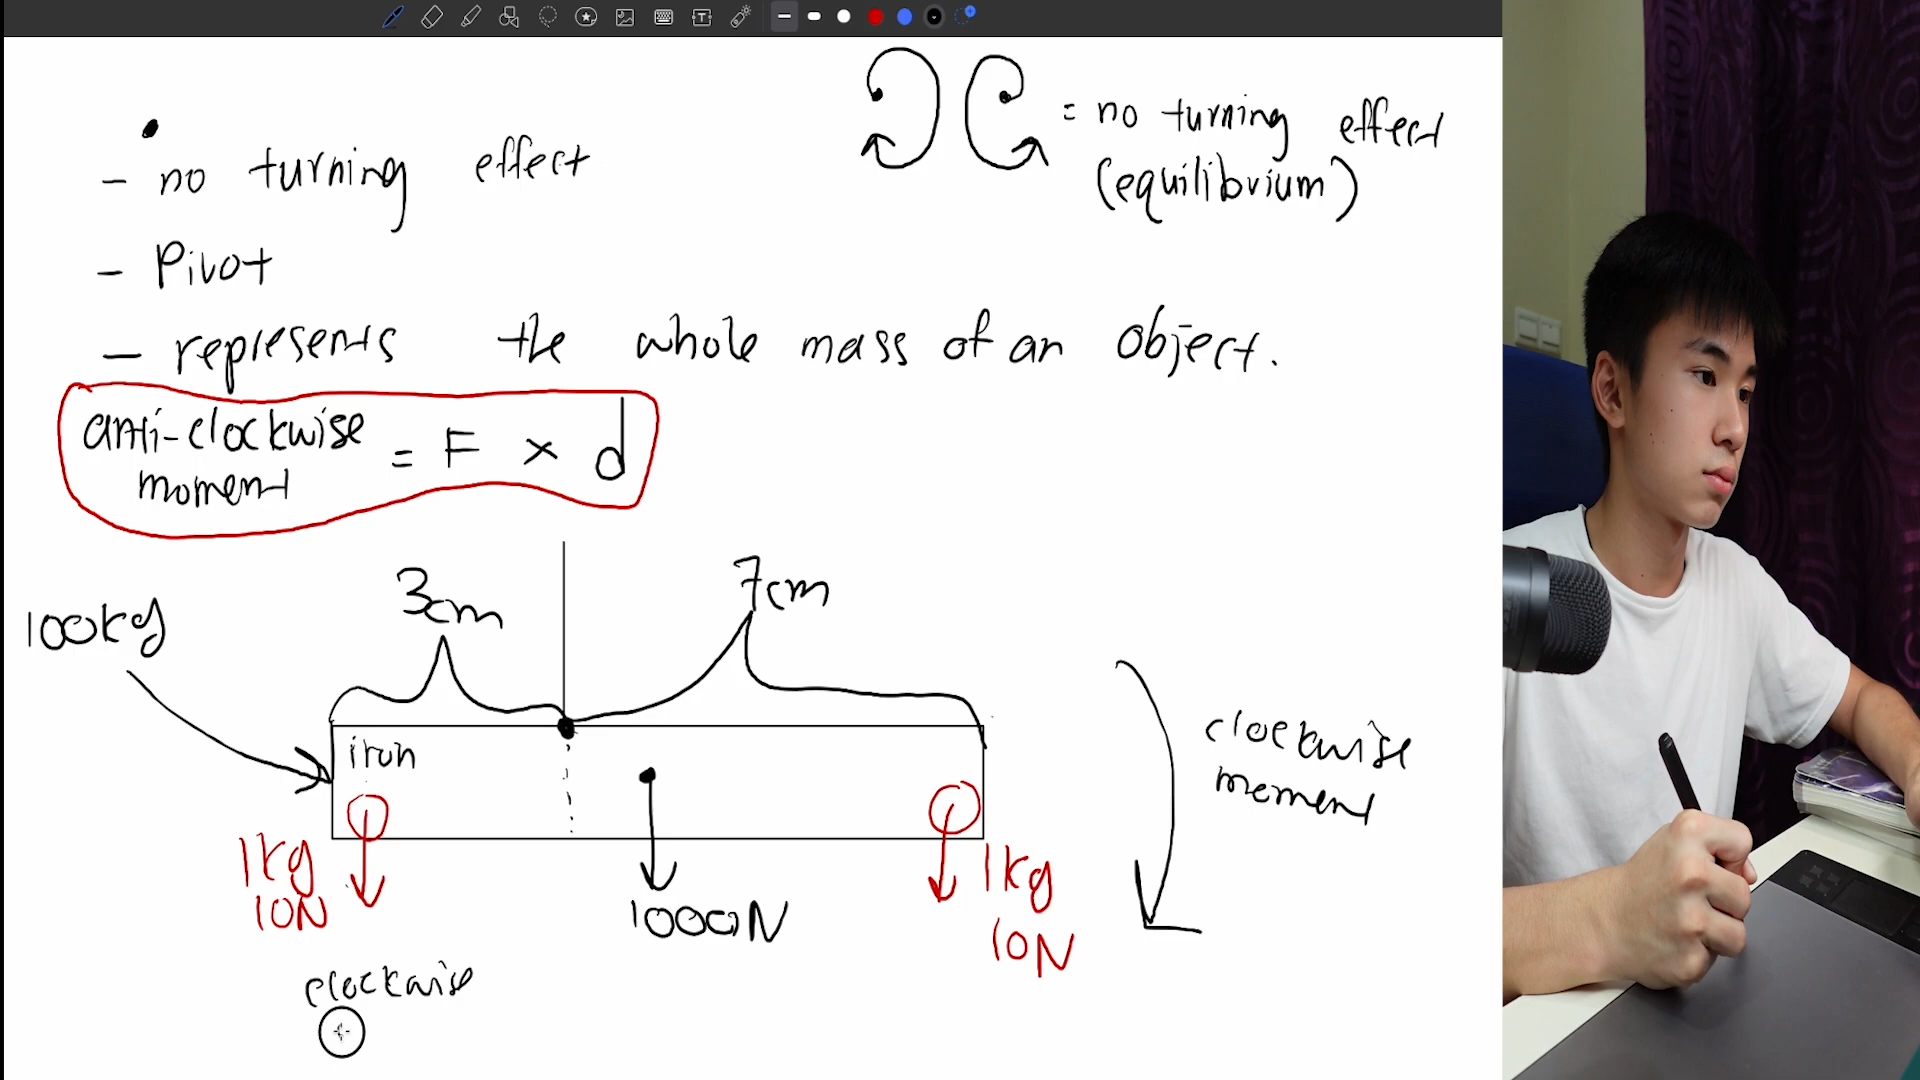 = no turning effect
(equilibrium)
- no turning effect
- Pivot
- represents the whole mass of an object.
anti-clockwise
moment = F × d
3cm
7cm
100kg
iron
clockwise
moment
1kg
10N
1000N
1kg
10N
clockwise
+